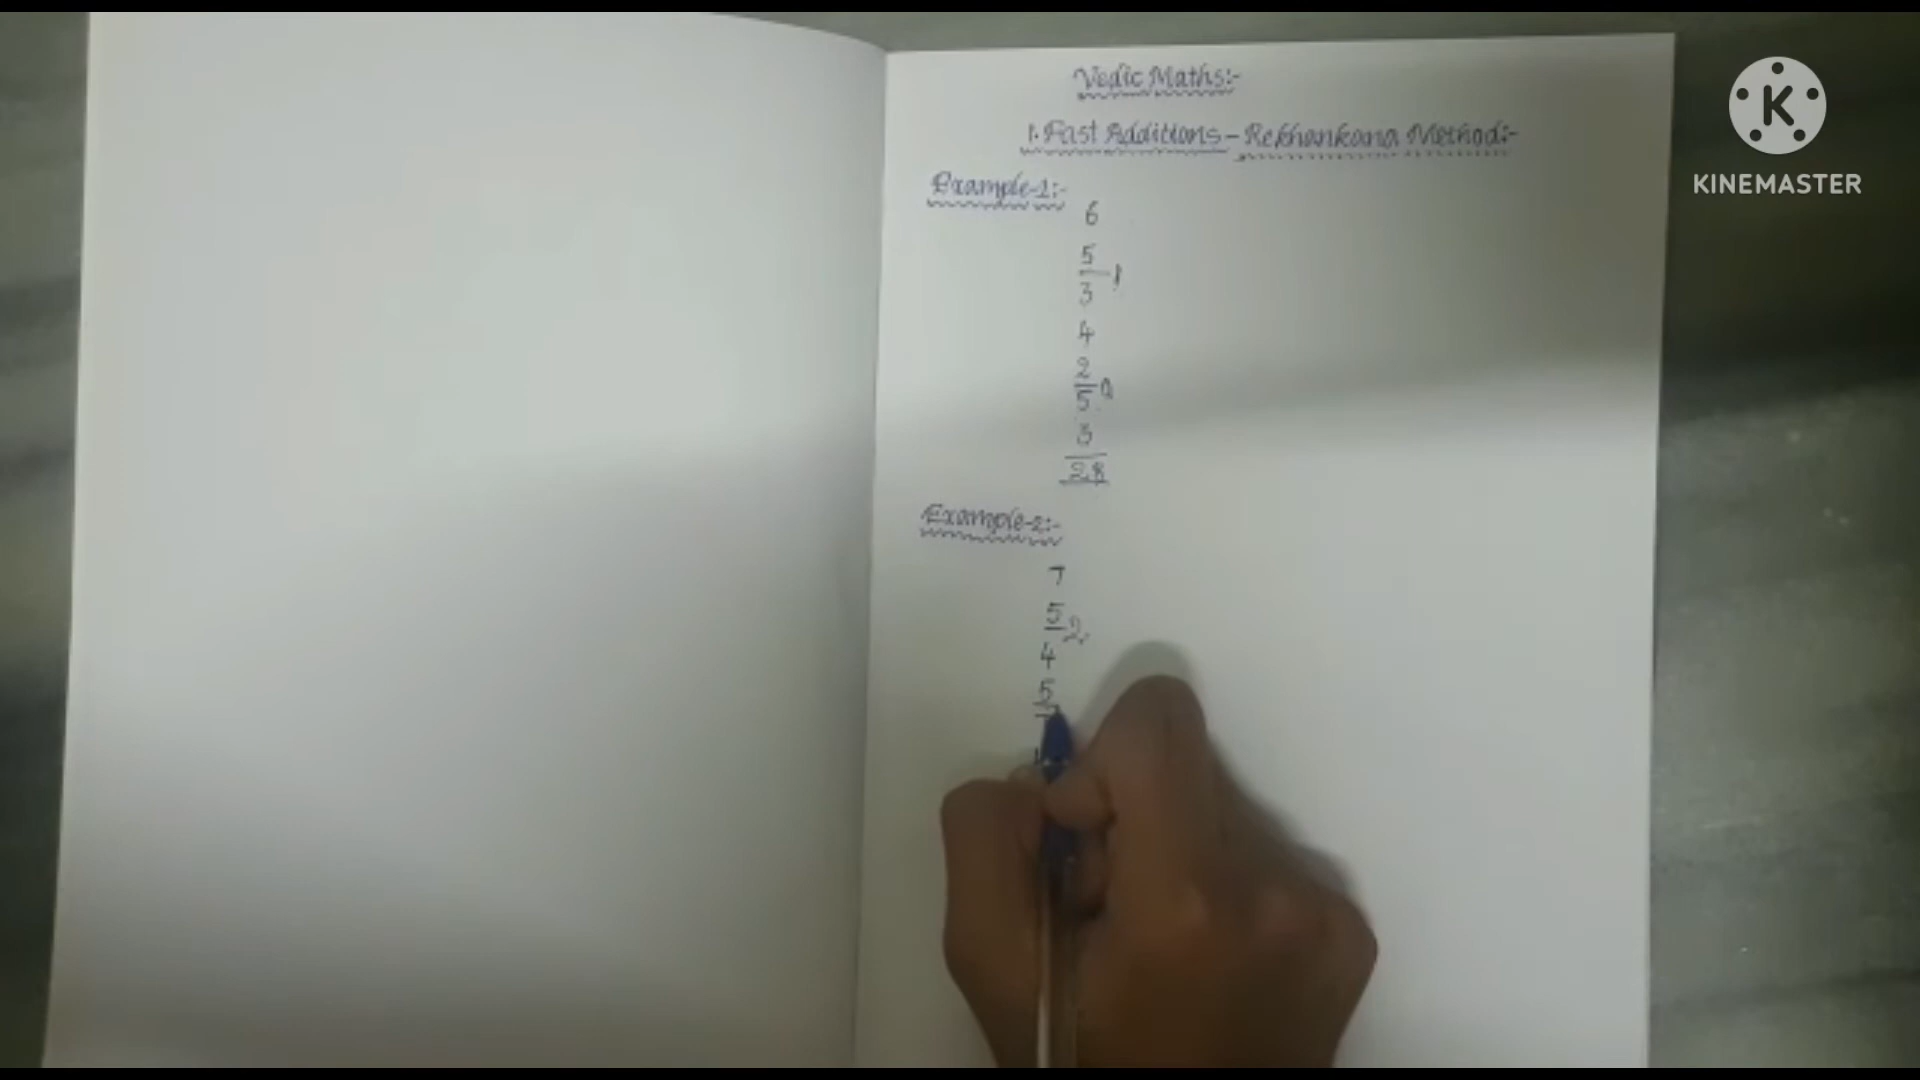 Vedic Maths:-
1. Fast Additions - Rekhankana Method:-
Example-1:-
6
5
1
3
4
2
0
5
3
28
Example-2:-
7
5
2
4
5
K
KINEMASTER